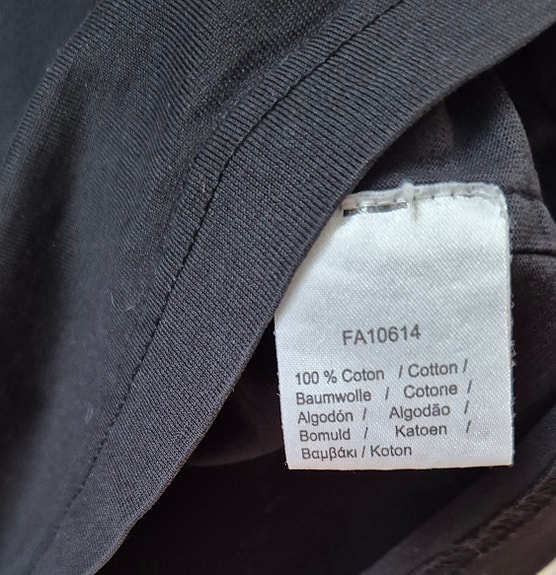 FA10614
100 % Coton / Cotton /
Baumwolle / Cotone /
Algodón / Algodão /
Bomuld / Katoen /
Βαμβάκι / Koton